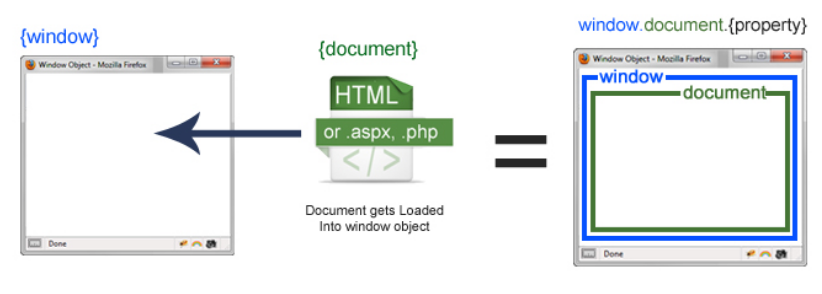 {window}
Window Object - Mozilla Firefox
Done
{document}
HTML
or .aspx, .php
</>
Document gets Loaded
Into window object
=
window.document.{property}
Window Object - Mozilla Firefox
window
document
Done